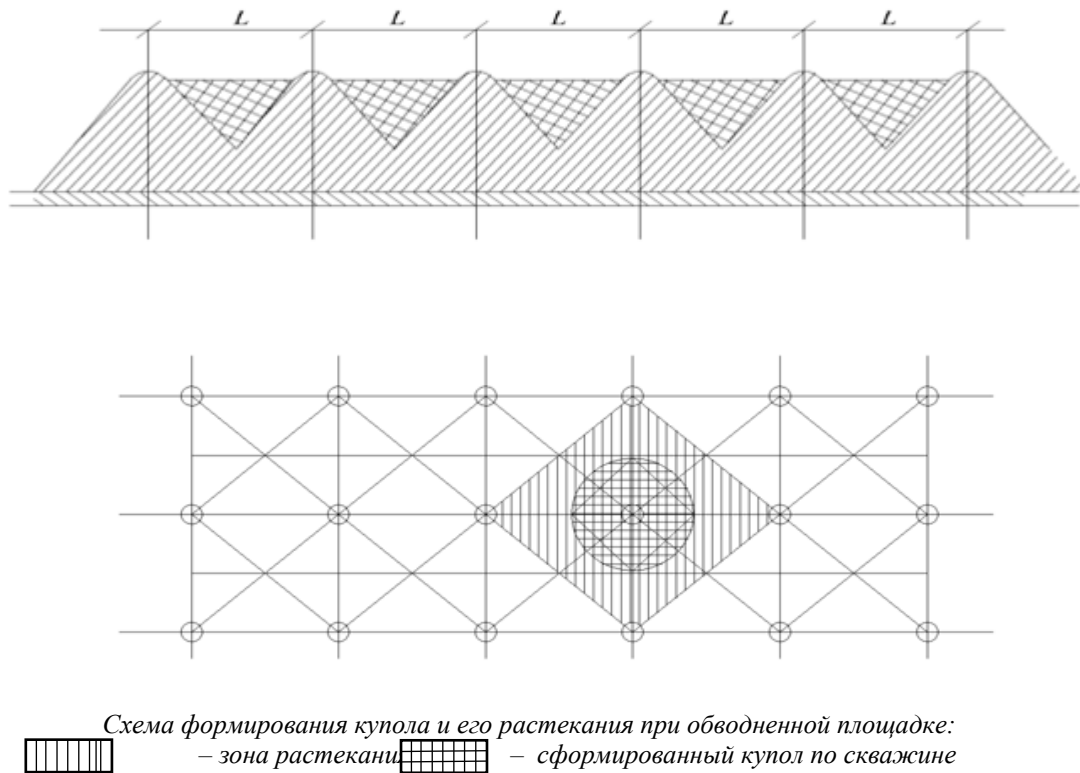 L L L L L
Схема формирования купола и его растекания при обводненной площадке:
– зона растекани – сформированный купол по скважине